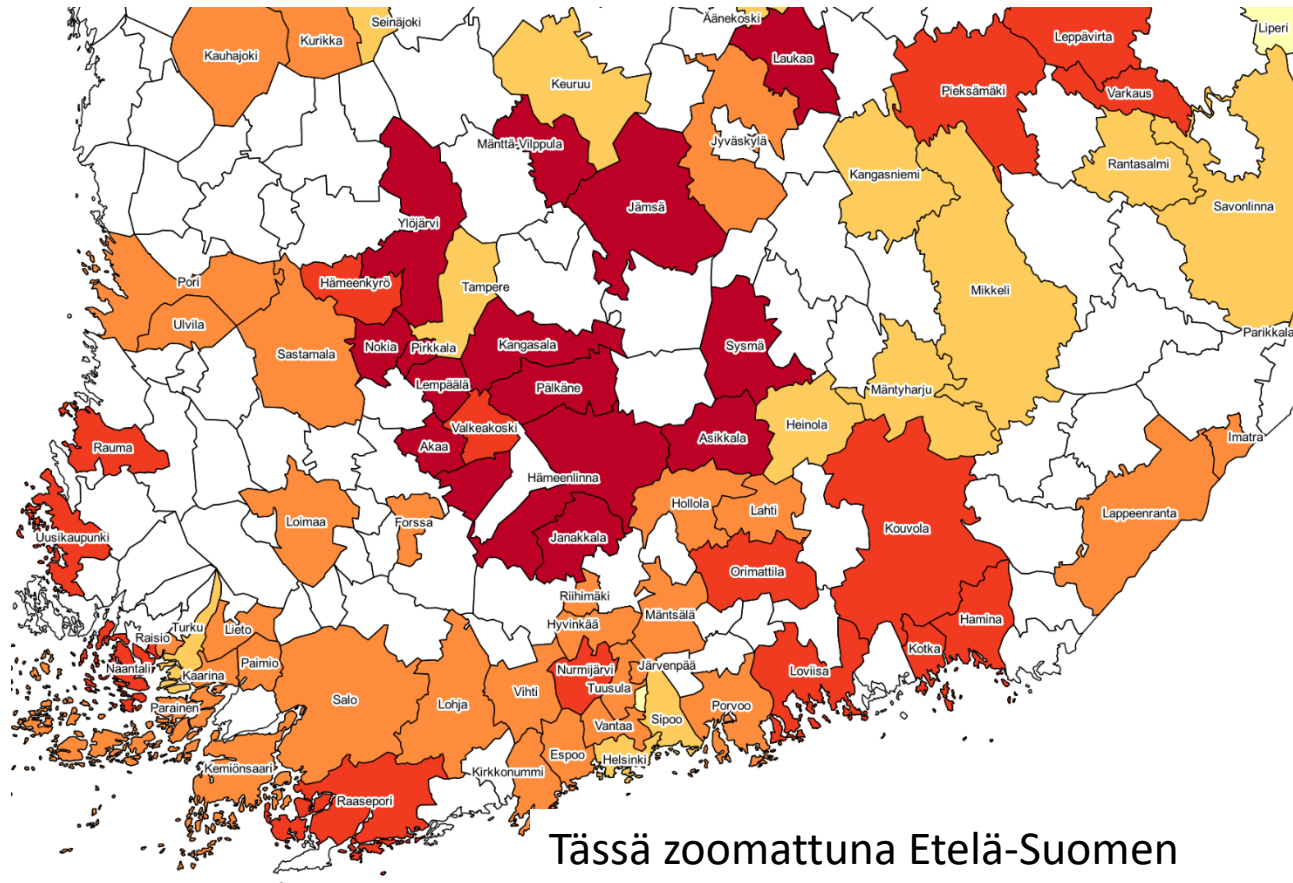 Seinäjoki
Äänekoski
Liperi
Kauhajoki
Kurikka
Leppävirta
Laukaa
Keuruu
Pieksämäki
Varkaus
Mänttä-Vilppula
Jyväskylä
Rantasalmi
Kangasniemi
Jämsä
Savonlinna
Ylöjärvi
Pori
Hämeenkyrö
Tampere
Mikkeli
Ulvila
Parikkala
Sastamala
Nokia
Pirkkala
Kangasala
Sysmä
Lempäälä
Pälkäne
Mäntyharju
Valkeakoski
Heinola
Rauma
Akaa
Asikkala
Imatra
Hämeenlinna
Hollola
Lahti
Kouvola
Lappeenranta
Loimaa
Forssa
Uusikaupunki
Janakkala
Orimattila
Riihimäki
Mäntsälä
Hamina
Turku
Hyvinkää
Lieto
Raisio
Kotka
Naantali
Paimio
Nurmijärvi
Järvenpää
Loviisa
Kaarina
Tuusula
Vihti
Salo
Lohja
Parainen
Sipoo
Porvoo
Vantaa
Espoo
Helsinki
Kemiönsaari
Kirkkonummi
Raasepori
Tässä zoomattuna Etelä-Suomen